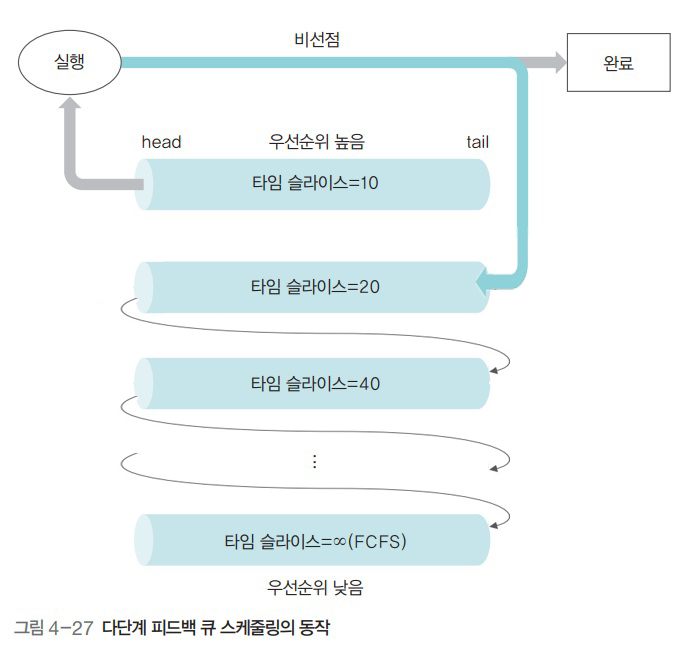 비선점
실행
완료
head 우선순위 높음 tail
타임 슬라이스=10
타임 슬라이스=20
타임 슬라이스=40
⋮
타임 슬라이스=∞(FCFS)
우선순위 낮음
그림 4-27 다단계 피드백 큐 스케줄링의 동작